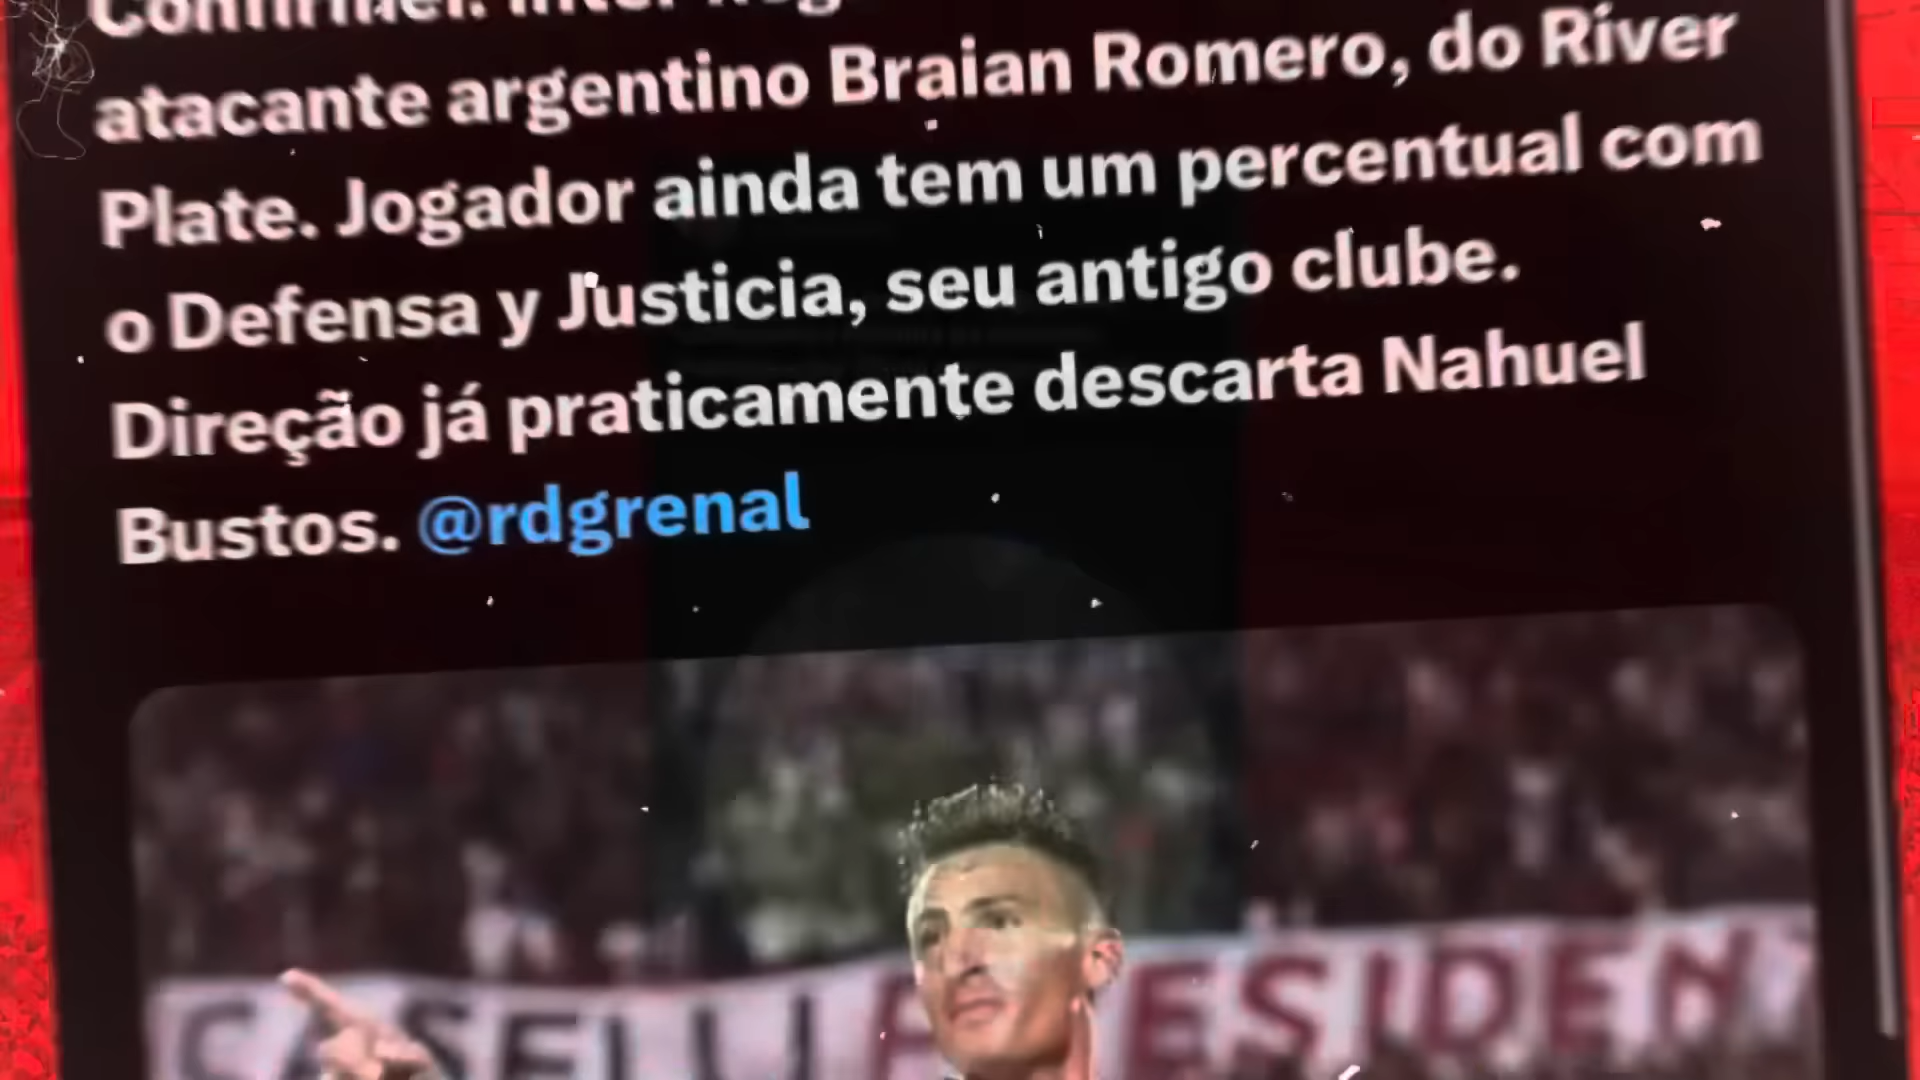 atacante argentino Braian Romero, do River
Plate. Jogador ainda tem um percentual com
o Defensa y Justicia, seu antigo clube.
Direção já praticamente descarta Nahuel
Bustos. @rdgrenal